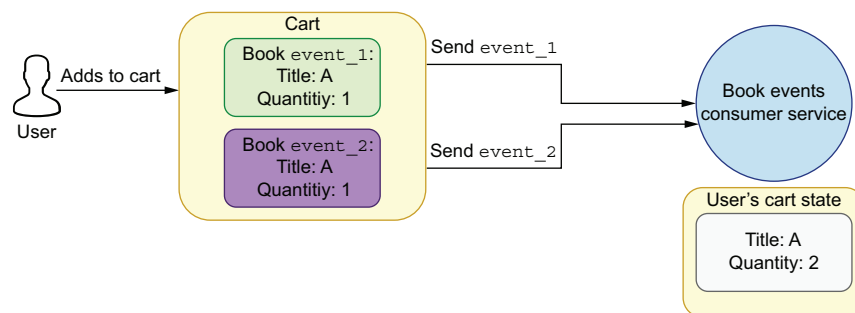 Cart
Book event_1:
Title: A
Quantitiy: 1
Book event_2:
Title: A
Quantitiy: 1
User
Adds to cart
Send event_1
Send event_2
Book events
consumer service
User's cart state
Title: A
Quantity: 2